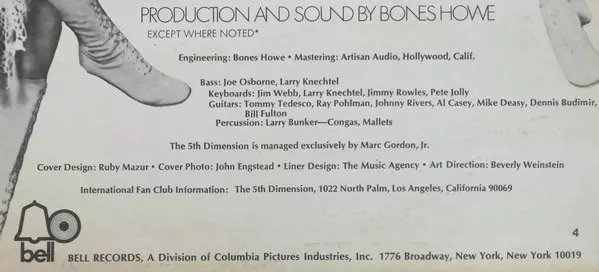 PRODUCTION AND SOUND BY BONES HOWE
EXCEPT WHERE NOTED*
Engineering: Bones Howe • Mastering: Artisan Audio, Hollywood, Calif.
Bass: Joe Osborne, Larry Knechtel
Keyboards: Jim Webb, Larry Knechtel, Jimmy Rowles, Pete Jolly
Guitars: Tommy Tedesco, Ray Pohlman, Johnny Rivers, Al Casey, Mike Deasy, Dennis Budimir,
Bill Fulton
Percussion: Larry Bunker—Congas, Mallets
The 5th Dimension is managed exclusively by Marc Gordon, Jr.
Cover Design: Ruby Mazur • Cover Photo: John Engstead • Liner Design: The Music Agency • Art Direction: Beverly Weinstein
International Fan Club Information: The 5th Dimension, 1022 North Palm, Los Angeles, California 90069
4
bell
BELL RECORDS, A Division of Columbia Pictures Industries, Inc. 1776 Broadway, New York, New York 10019